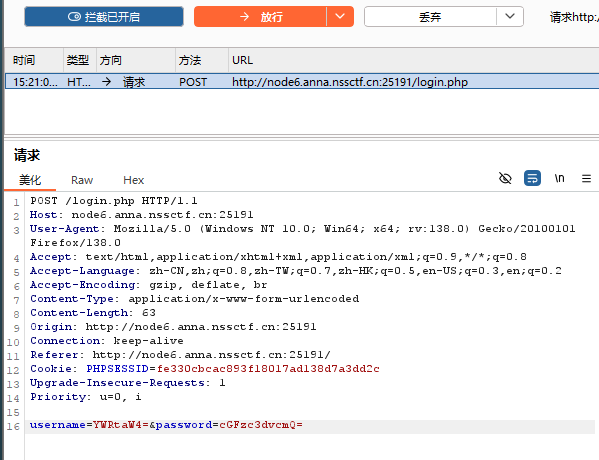 拦截已开启
放行
丢弃
请求http:/
时间 类型 方向 方法 URL
15:21:0... HT... 请求 POST http://node6.anna.nssctf.cn:25191/login.php
请求
美化 Raw Hex \n
1 POST /login.php HTTP/1.1
2 Host: node6.anna.nssctf.cn:25191
3 User-Agent: Mozilla/5.0 (Windows NT 10.0; Win64; x64; rv:138.0) Gecko/20100101
Firefox/138.0
4 Accept: text/html,application/xhtml+xml,application/xml;q=0.9,*/*;q=0.8
5 Accept-Language: zh-CN,zh;q=0.8,zh-TW;q=0.7,zh-HK;q=0.5,en-US;q=0.3,en;q=0.2
6 Accept-Encoding: gzip, deflate, br
7 Content-Type: application/x-www-form-urlencoded
8 Content-Length: 63
9 Origin: http://node6.anna.nssctf.cn:25191
10 Connection: keep-alive
11 Referer: http://node6.anna.nssctf.cn:25191/
12 Cookie: PHPSESSID=fe330cbcac893f18017ad138d7a3dd2c
13 Upgrade-Insecure-Requests: 1
14 Priority: u=0, i
15
16 username=YWRtaW4=&password=cGFzc3dvcmQ=